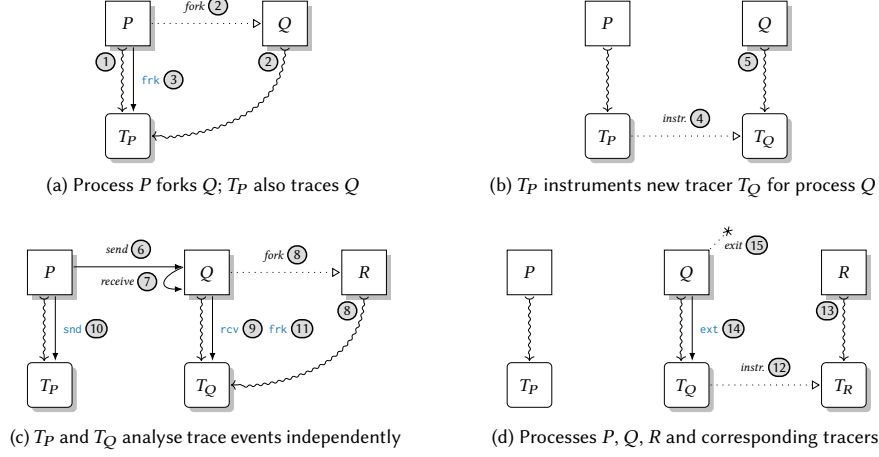 fork 2
P
Q
1
2
frk 3
T_P
(a) Process P forks Q; T_P also traces Q
P
Q
5
instr. 4
T_P
T_Q
(b) T_P instruments new tracer T_Q for process Q
send 6
fork 8
P
Q
R
receive 7
8
snd 10
rcv 9 frk 11
T_P
T_Q
(c) T_P and T_Q analyse trace events independently
exit 15
P
Q
R
13
ext 14
instr. 12
T_P
T_Q
T_R
(d) Processes P, Q, R and corresponding tracers